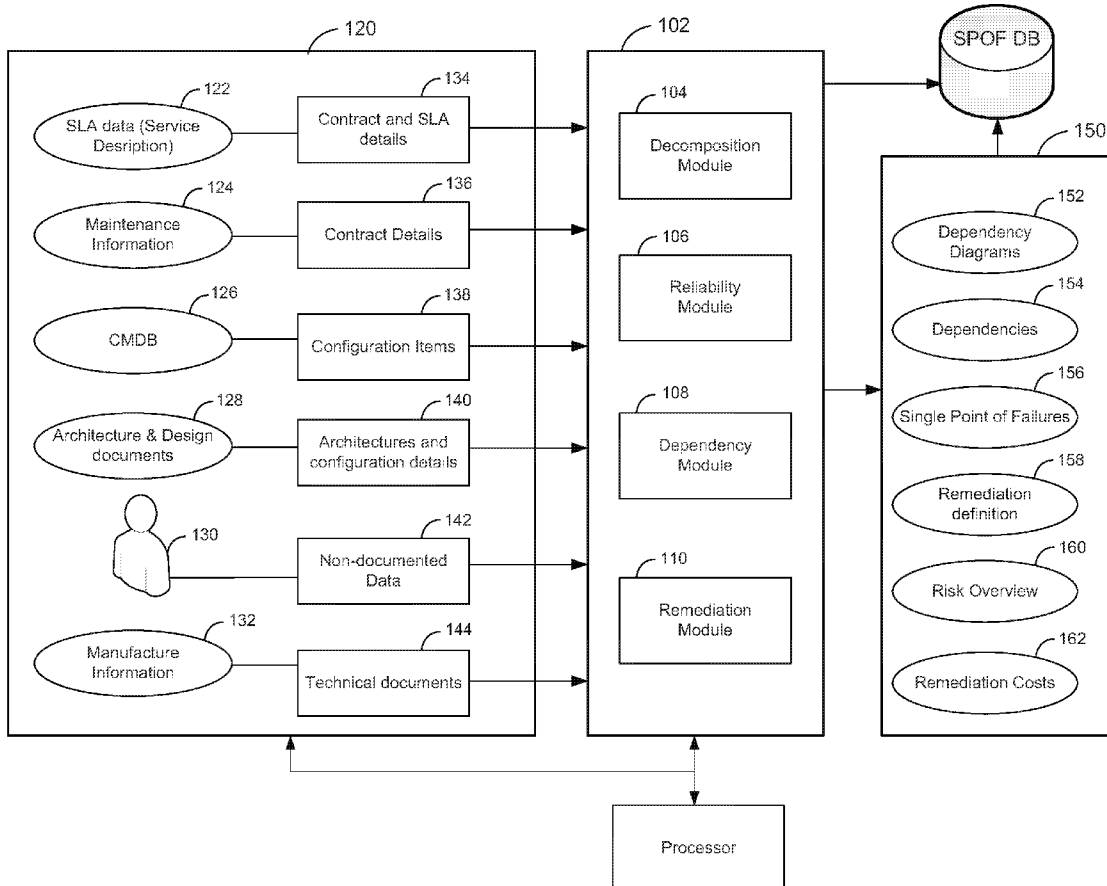 120
102
SPOF DB
122
SLA data (Service
Desription)
134
Contract and SLA
details
104
Decomposition
Module
150
124
Maintenance
Information
136
Contract Details
106
Reliability
Module
152
Dependency
Diagrams
126
CMDB
138
Configuration Items
154
Dependencies
128
Architecture & Design
documents
140
Architectures and
configuration details
108
Dependency
Module
156
Single Point of Failures
130
142
Non-documented
Data
158
Remediation
definition
132
Manufacture
Information
144
Technical documents
110
Remediation
Module
160
Risk Overview
162
Remediation Costs
Processor